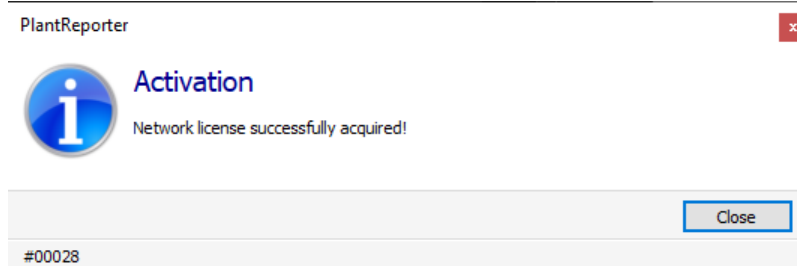 PlantReporter
x
Activation
Network license successfully acquired!
Close
#00028